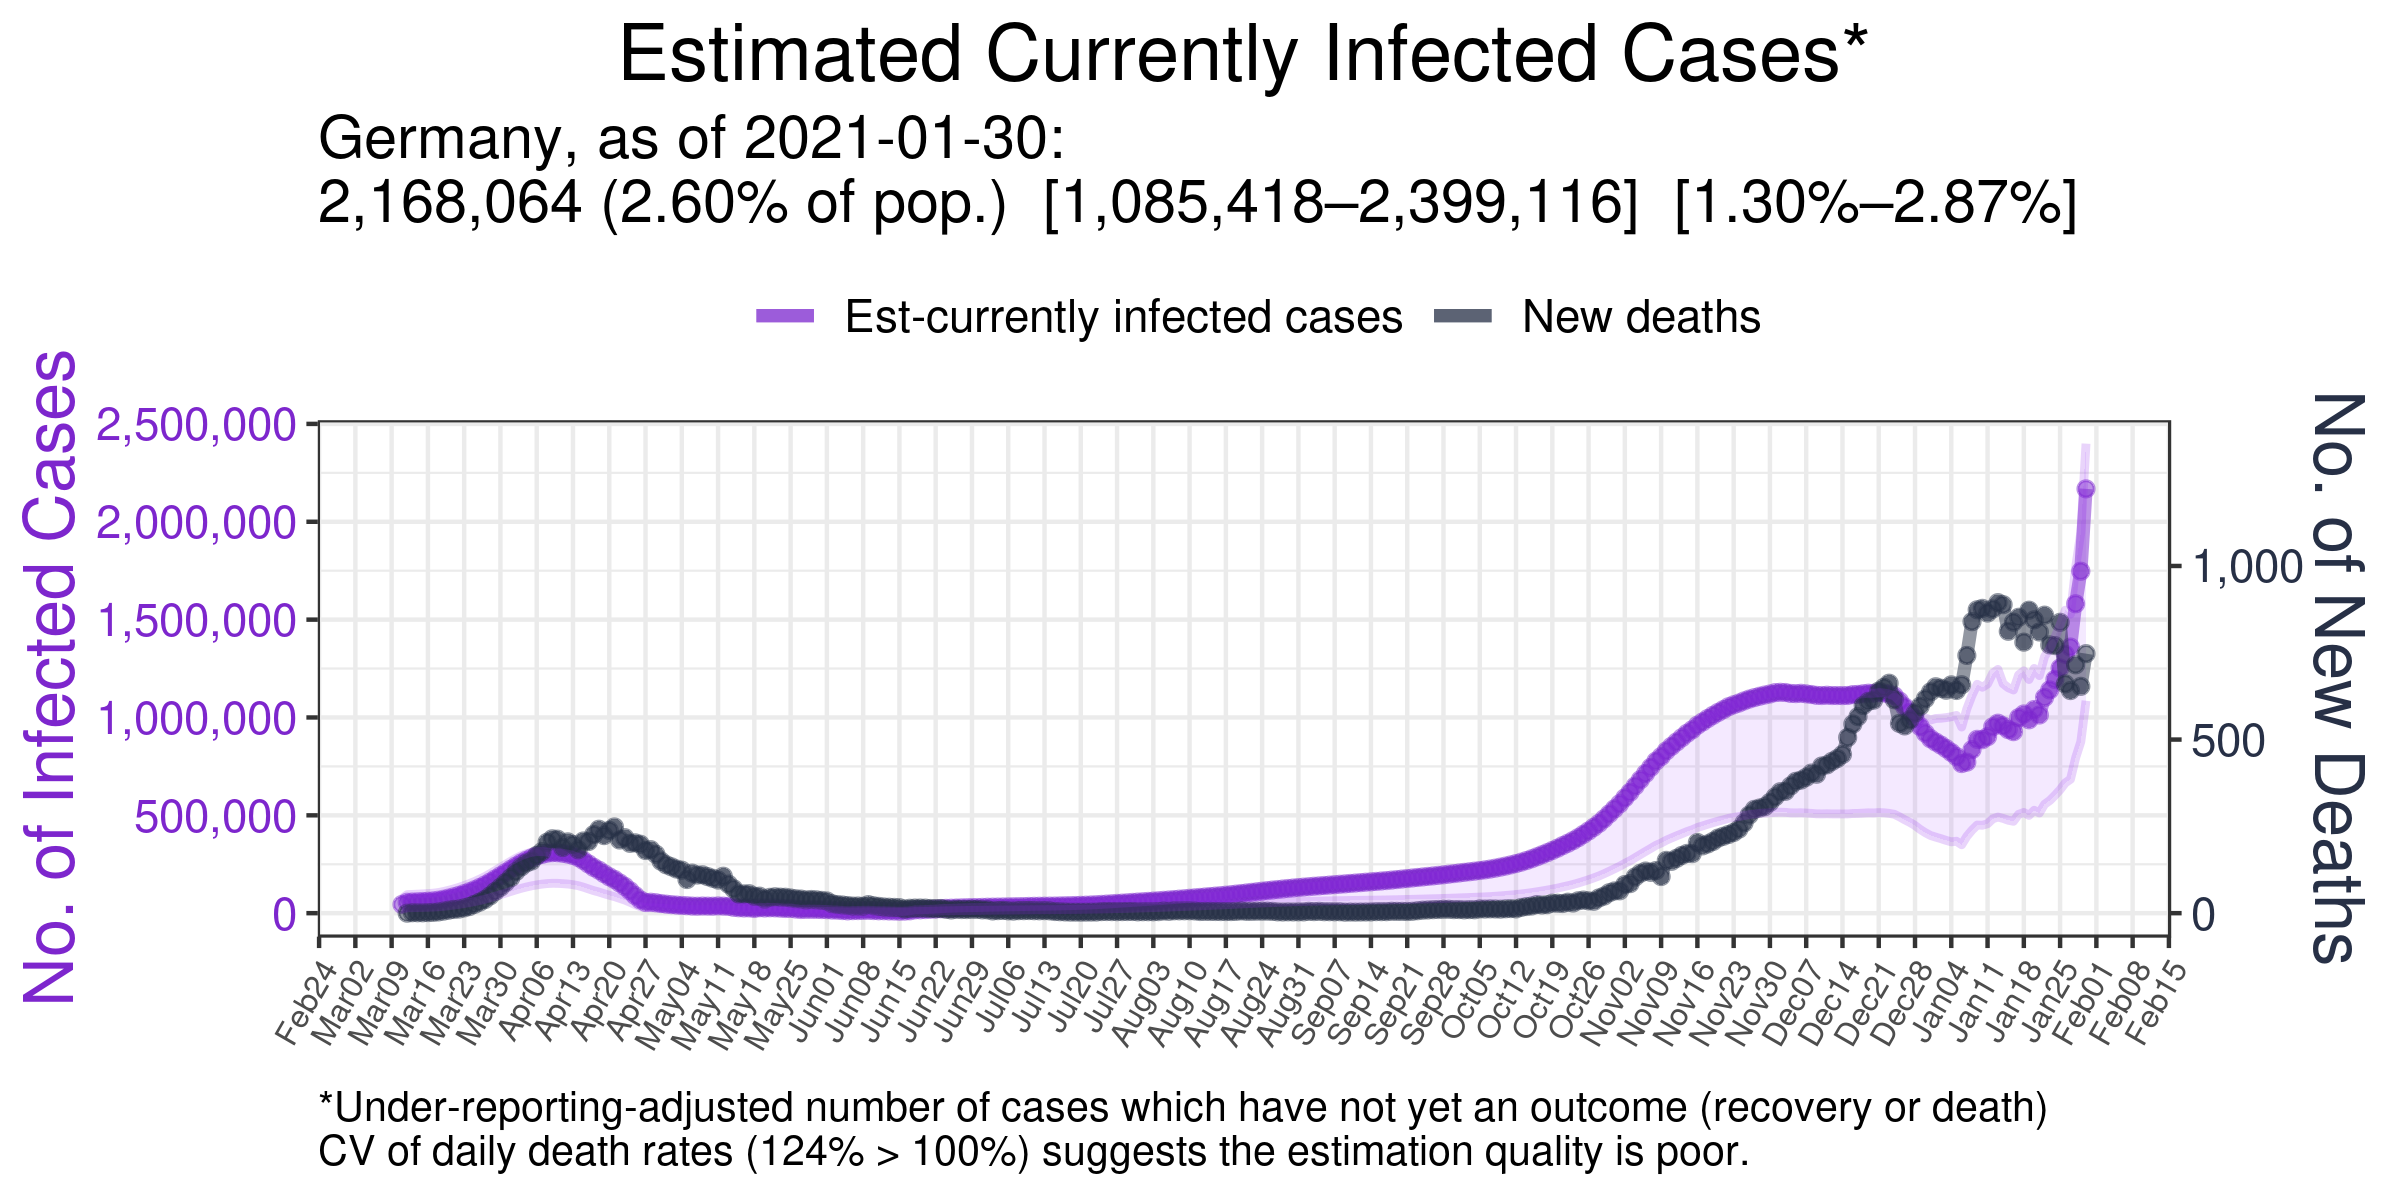 Estimated Currently Infected Cases*
Germany, as of 2021-01-30:
2,168,064 (2.60% of pop.)  [1,085,418–2,399,116]  [1.30%–2.87%]
Est-currently infected cases
New deaths
No. of Infected Cases
2,500,000
2,000,000
1,500,000
1,000,000
500,000
0
1,000
500
0
No. of New Deaths
Feb24
Mar02
Mar09
Mar16
Mar23
Mar30
Apr06
Apr13
Apr20
Apr27
May04
May11
May18
May25
Jun01
Jun08
Jun15
Jun22
Jun29
Jul06
Jul13
Jul20
Jul27
Aug03
Aug10
Aug17
Aug24
Aug31
Sep07
Sep14
Sep21
Sep28
Oct05
Oct12
Oct19
Oct26
Nov02
Nov09
Nov16
Nov23
Nov30
Dec07
Dec14
Dec21
Dec28
Jan04
Jan11
Jan18
Jan25
Feb01
Feb08
Feb15
*Under-reporting-adjusted number of cases which have not yet an outcome (recovery or death)
CV of daily death rates (124% > 100%) suggests the estimation quality is poor.